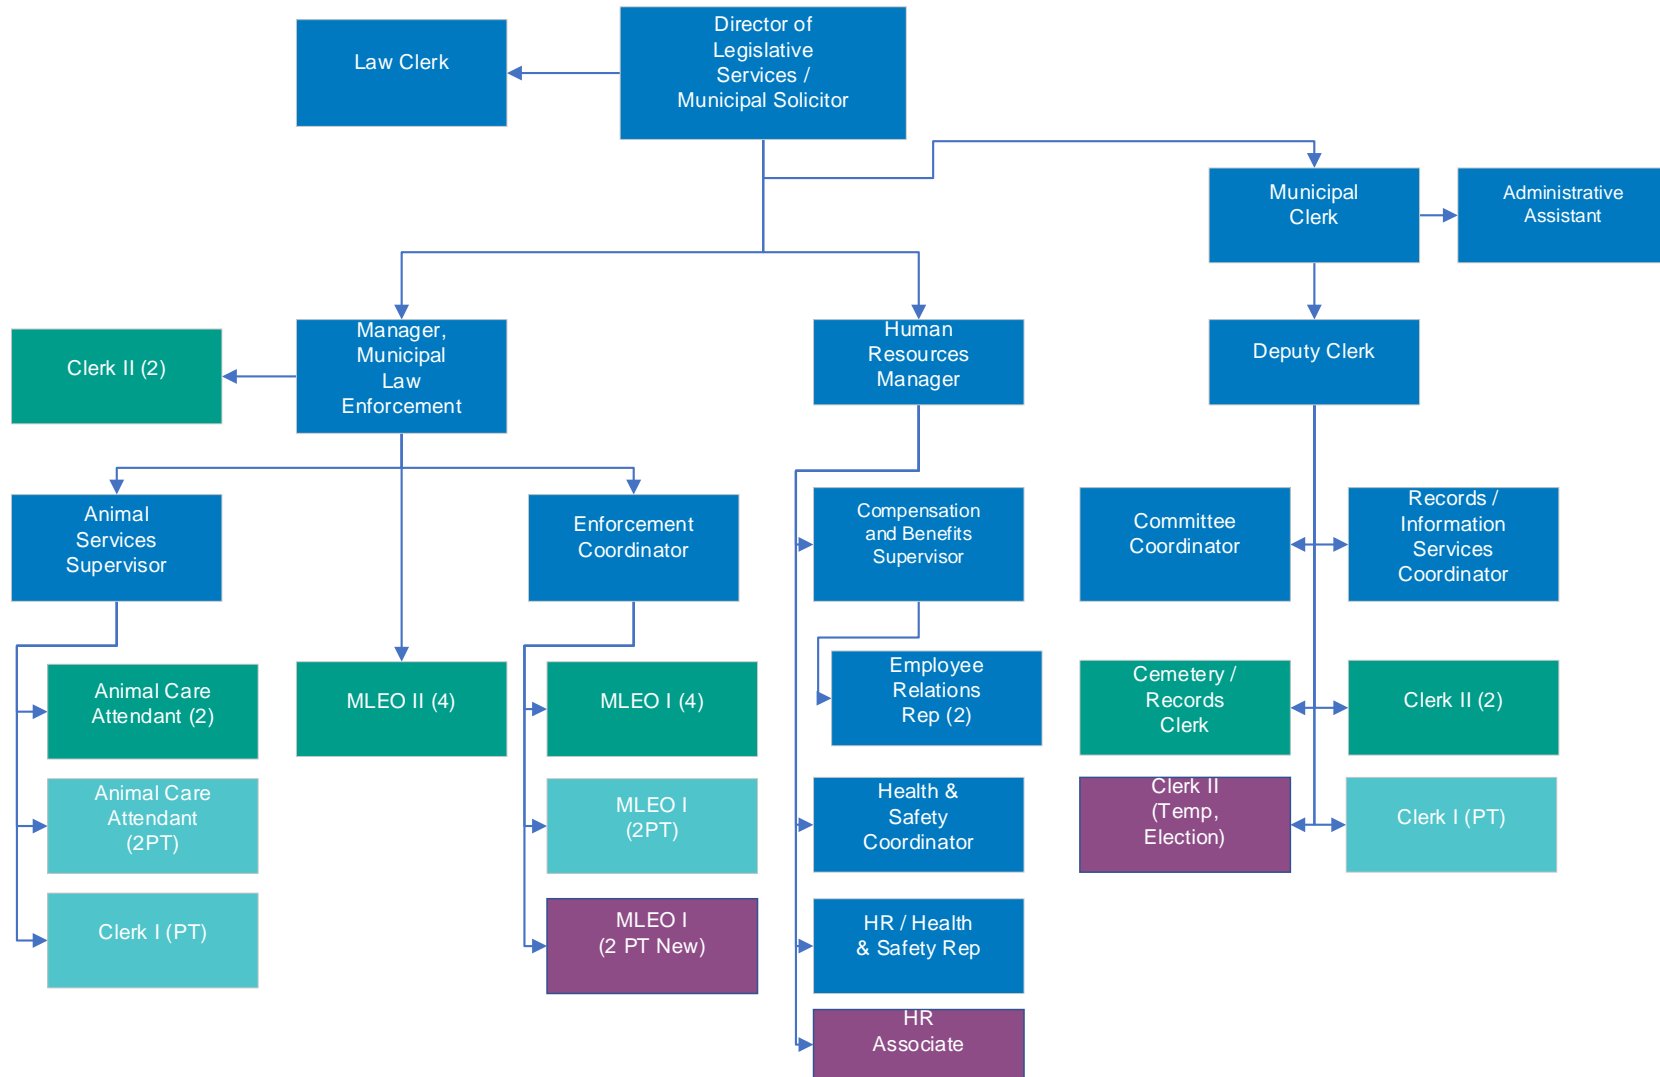 Law Clerk
Director of
Legislative
Services /
Municipal Solicitor
Municipal
Clerk
Administrative
Assistant
Clerk II (2)
Manager,
Municipal
Law
Enforcement
Human
Resources
Manager
Deputy Clerk
Animal
Services
Supervisor
Enforcement
Coordinator
Compensation
and Benefits
Supervisor
Committee
Coordinator
Records /
Information
Services
Coordinator
Animal Care
Attendant (2)
MLEO II (4)
MLEO I (4)
Employee
Relations
Rep (2)
Cemetery /
Records
Clerk
Clerk II (2)
Animal Care
Attendant
(2PT)
MLEO I
(2PT)
Health &
Safety
Coordinator
Clerk II
(Temp,
Election)
Clerk I (PT)
Clerk I (PT)
MLEO I
(2 PT New)
HR / Health
& Safety Rep
HR
Associate